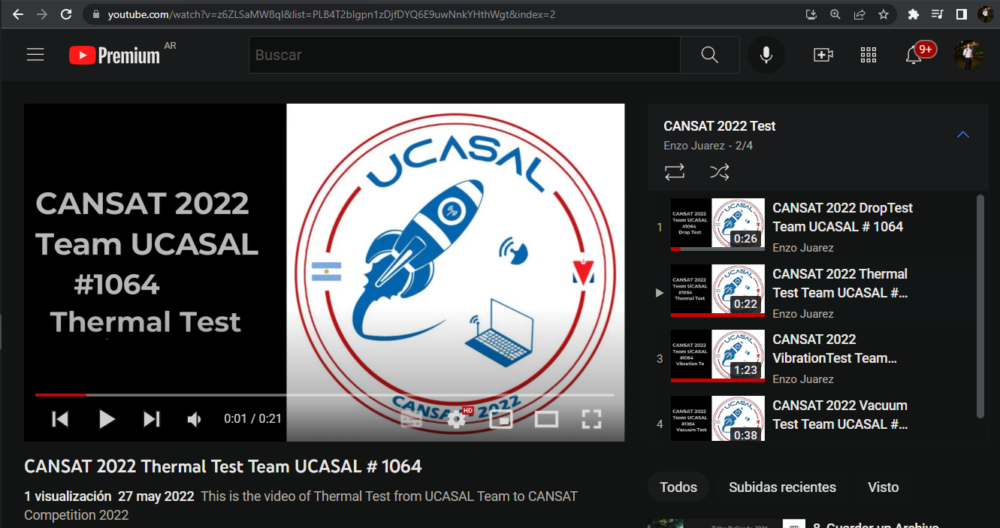 youtube.com/watch?v=z6ZLSaMW8qI&list=PLB4T2bIgpn1zDjfDYQ6E9uwNnkYHthWgt&index=2
Premium AR
Buscar
9+
CANSAT 2022
Team UCASAL
#1064
Thermal Test
UCASAL
CANSAT 2022
HD
0:01 / 0:21
CANSAT 2022 Thermal Test Team UCASAL # 1064
1 visualización 27 may 2022 This is the video of Thermal Test from UCASAL Team to CANSAT
Competition 2022
CANSAT 2022 Test
Enzo Juarez - 2/4
1
CANSAT 2022
Team UCASAL
#1064
Drop Test
UCASAL
0:26
CANSAT 2022 DropTest
Team UCASAL # 1064
Enzo Juarez
CANSAT 2022
Team UCASAL
#1064
Thermal Test
UCASAL
0:22
CANSAT 2022 Thermal
Test Team UCASAL #...
Enzo Juarez
3
CANSAT 2022
Team UCASAL
#1064
Vibration Te
UCASAL
1:23
CANSAT 2022
VibrationTest Team...
Enzo Juarez
4
CANSAT 2022
Team UCASAL
#1064
Vacuum Test
UCASAL
0:38
CANSAT 2022 Vacuum
Test Team UCASAL #...
Todos
Subidas recientes
Visto
8. Guardar un Archivo